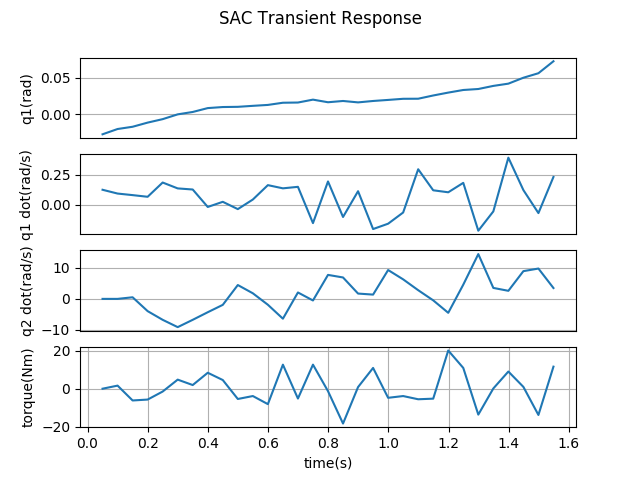 SAC Transient Response
q1(rad)
0.05
0.00
q1 dot(rad/s)
0.25
0.00
q2 dot(rad/s)
10
0
−10
torque(Nm)
20
0
−20
0.0 0.2 0.4 0.6 0.8 1.0 1.2 1.4 1.6
time(s)